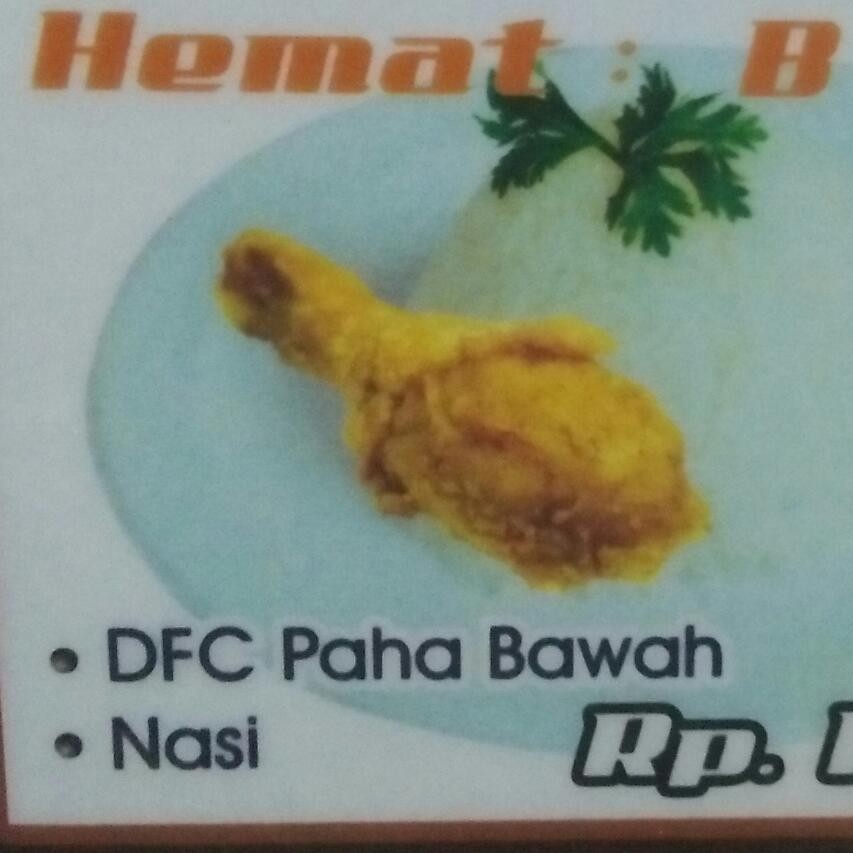 Hemat : B
• DFC Paha Bawah
• Nasi
Rp.